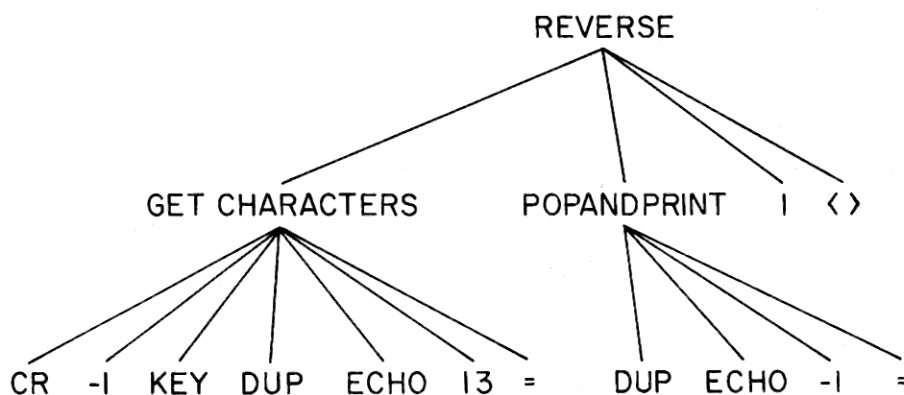 REVERSE
GET CHARACTERS POPANDPRINT 1 <>
CR -1 KEY DUP ECHO 13 = DUP ECHO -1 =